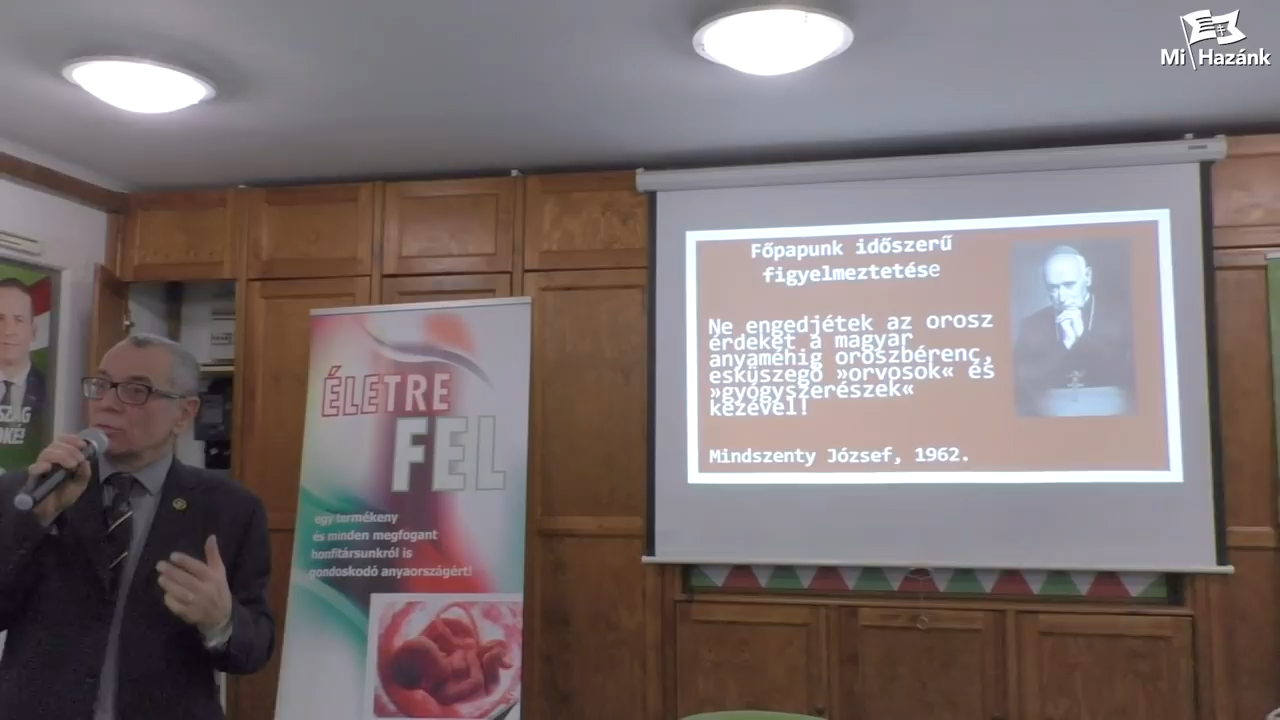 Mi Hazánk
Főpapunk időszerű
figyelmeztetése
Ne engedjétek az orosz
érdeket a magyar
anyaméhig oroszbérenc,
esküszegő »orvosok« és
»gyógyszerészek«
kezével!
Mindszenty József, 1962.
ÉLETRE
FEL
egy termékeny
és minden megfogant
honfitársunkról is
gondoskodó anyaországért!